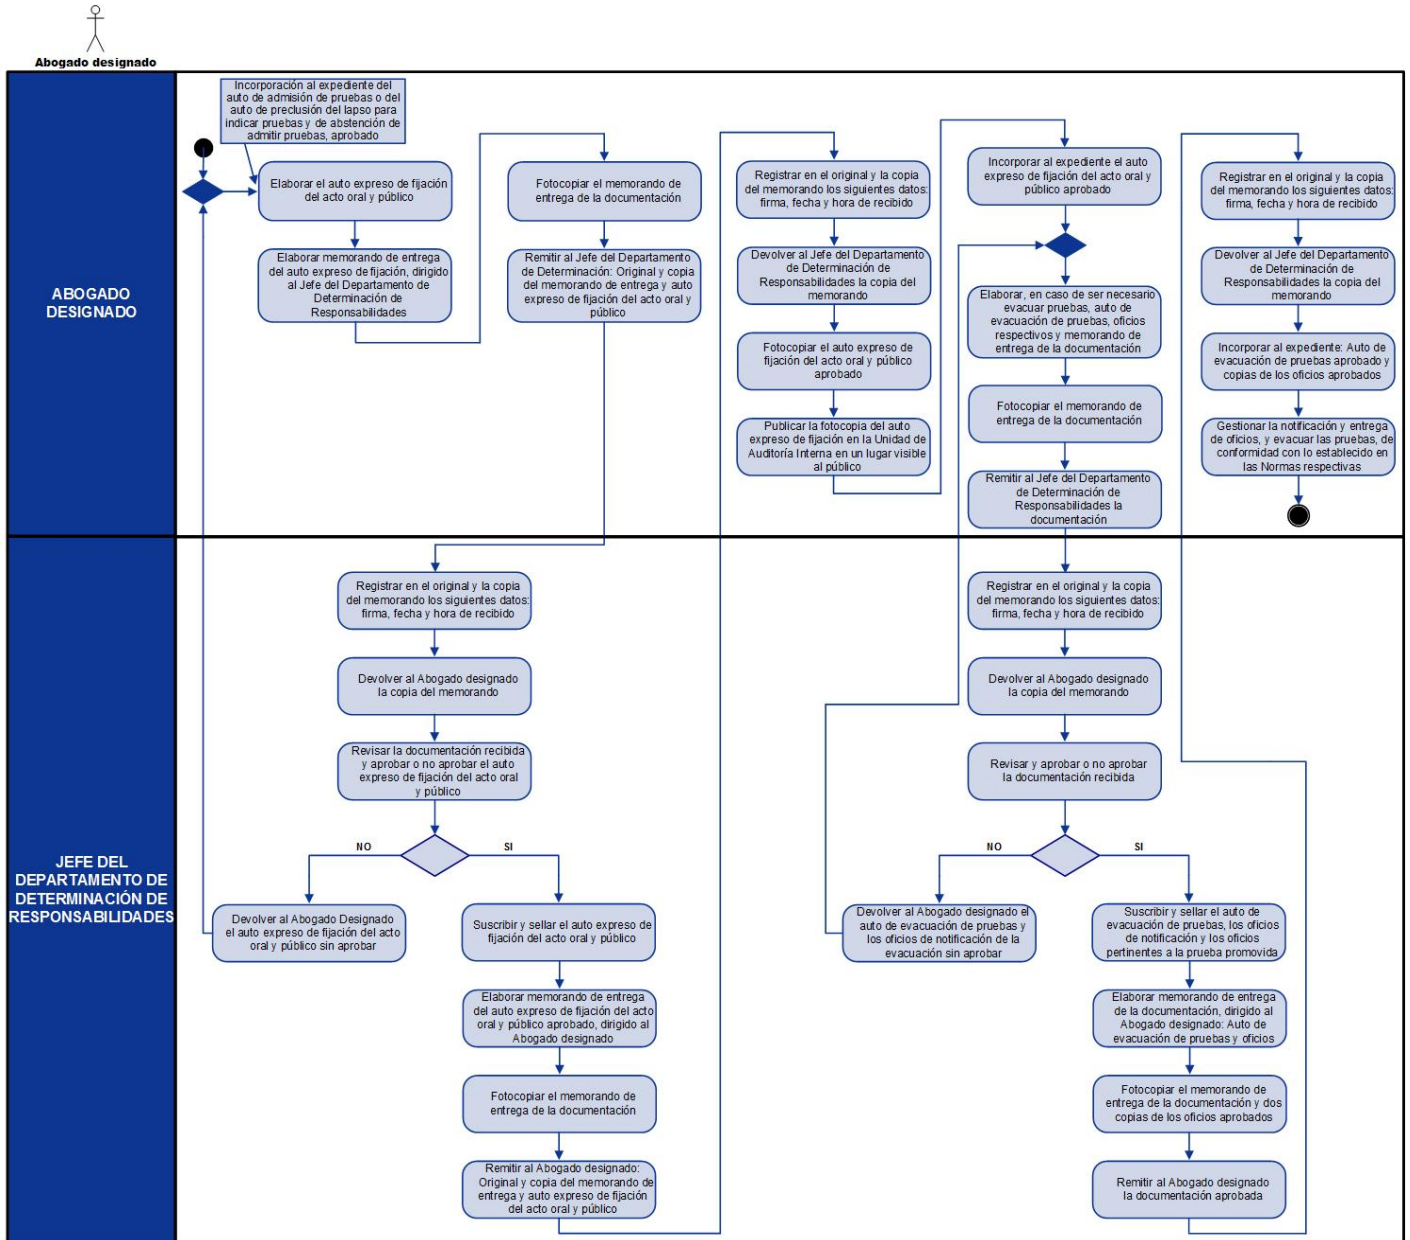 Abogado designado
ABOGADO
DESIGNADO
Incorporación al expediente del
auto de admisión de pruebas o del
auto de preclusión del lapso para
indicar pruebas y de abstención de
admitir pruebas, aprobado
Elaborar el auto expreso de fijación
del acto oral y público
Elaborar memorando de entrega
del auto expreso de fijación, dirigido
al Jefe del Departamento de
Determinación de
Responsabilidades
Fotocopiar el memorando de
entrega de la documentación
Remitir al Jefe del Departamento
de Determinación: Original y copia
del memorando de entrega y auto
expreso de fijación del acto oral y
público
Registrar en el original y la copia
del memorando los siguientes datos:
firma, fecha y hora de recibido
Devolver al Jefe del Departamento
de Determinación de
Responsabilidades la copia del
memorando
Fotocopiar el auto expreso de
fijación del acto oral y público
aprobado
Publicar la fotocopia del auto
expreso de fijación en la Unidad de
Auditoría Interna en un lugar visible
al público
Incorporar al expediente el auto
expreso de fijación del acto oral y
público aprobado
Elaborar, en caso de ser necesario
evacuar pruebas, auto de
evacuación de pruebas, oficios
respectivos y memorando de
entrega de la documentación
Fotocopiar el memorando de
entrega de la documentación
Remitir al Jefe del Departamento
de Determinación de
Responsabilidades la
documentación
Registrar en el original y la copia
del memorando los siguientes datos:
firma, fecha y hora de recibido
Devolver al Jefe del Departamento
de Determinación de
Responsabilidades la copia del
memorando
Incorporar al expediente: Auto de
evacuación de pruebas aprobado y
copias de los oficios aprobados
Gestionar la notificación y entrega
de oficios, y evacuar las pruebas, de
conformidad con lo establecido en
las Normas respectivas
JEFE DEL
DEPARTAMENTO DE
DETERMINACIÓN DE
RESPONSABILIDADES
Registrar en el original y la copia
del memorando los siguientes datos:
firma, fecha y hora de recibido
Devolver al Abogado designado
la copia del memorando
Revisar la documentación recibida
y aprobar o no aprobar el auto
expreso de fijación del acto oral
y público
NO
SI
Devolver al Abogado Designado
el auto expreso de fijación del acto
oral y público sin aprobar
Suscribir y sellar el auto expreso de
fijación del acto oral y público
Elaborar memorando de entrega
del auto expreso de fijación del acto
oral y público aprobado, dirigido al
Abogado designado
Fotocopiar el memorando de
entrega de la documentación
Remitir al Abogado designado:
Original y copia del memorando de
entrega y auto expreso de fijación
del acto oral y público
Registrar en el original y la copia
del memorando los siguientes datos:
firma, fecha y hora de recibido
Devolver al Abogado designado
la copia del memorando
Revisar y aprobar o no aprobar
la documentación recibida
NO
SI
Devolver al Abogado designado el
auto de evacuación de pruebas y
los oficios de notificación de la
evacuación sin aprobar
Suscribir y sellar el auto de
evacuación de pruebas, los oficios
de notificación y los oficios
pertinentes a la prueba promovida
Elaborar memorando de entrega
de la documentación, dirigido al
Abogado designado: Auto de
evacuación de pruebas y oficios
Fotocopiar el memorando de
entrega de la documentación y dos
copias de los oficios aprobados
Remitir al Abogado designado
la documentación aprobada